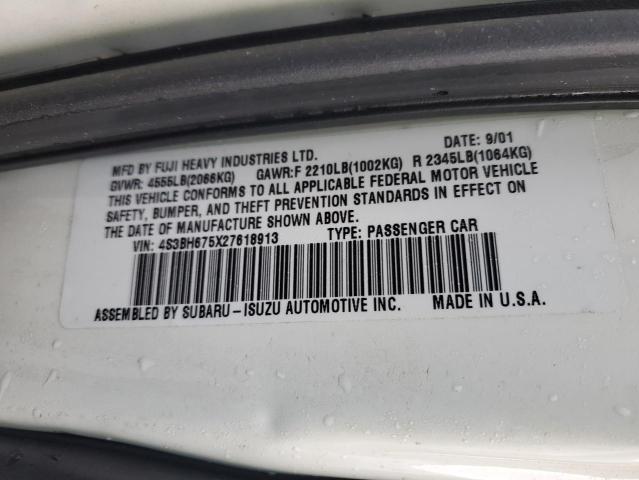 MFD BY FUJI HEAVY INDUSTRIES LTD. DATE: 9/01
GVWR: 4555LB(2066KG) GAWR:F 2210LB(1002KG) R 2345LB(1064KG)
THIS VEHICLE CONFORMS TO ALL APPLICABLE FEDERAL MOTOR VEHICLE
SAFETY, BUMPER, AND THEFT PREVENTION STANDARDS IN EFFECT ON
THE DATE OF MANUFACTURE SHOWN ABOVE.
VIN: 4S3BH675X27618913 TYPE: PASSENGER CAR
ASSEMBLED BY SUBARU-ISUZU AUTOMOTIVE INC. MADE IN U.S.A.